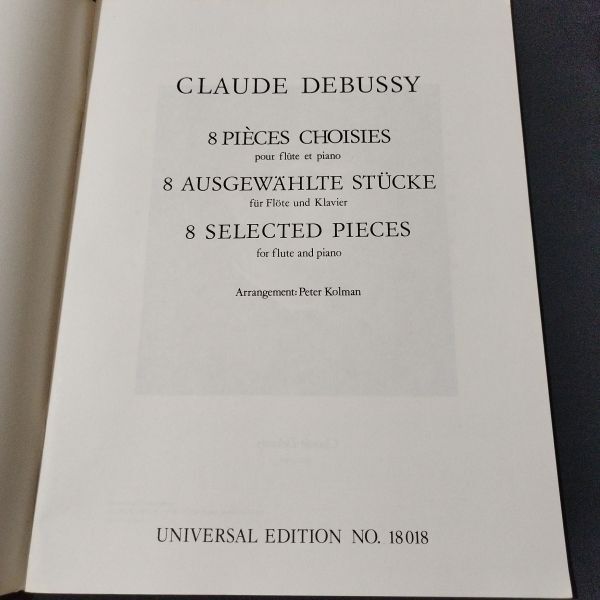 CLAUDE DEBUSSY
8 PIÈCES CHOISIES
pour flûte et piano
8 AUSGEWÄHLTE STÜCKE
für Flöte und Klavier
8 SELECTED PIECES
for flute and piano
Arrangement: Peter Kolman
UNIVERSAL EDITION NO. 18018